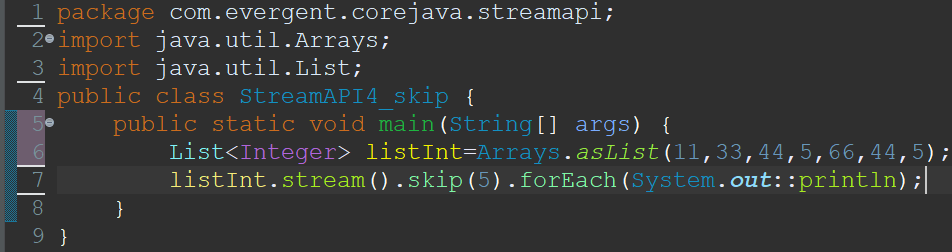 1 package com.evergent.corejava.streamapi;
2 import java.util.Arrays;
3 import java.util.List;
4 public class StreamAPI4_skip {
5     public static void main(String[] args) {
6         List<Integer> listInt=Arrays.asList(11,33,44,5,66,44,5);
7         listInt.stream().skip(5).forEach(System.out::println);
8     }
9 }